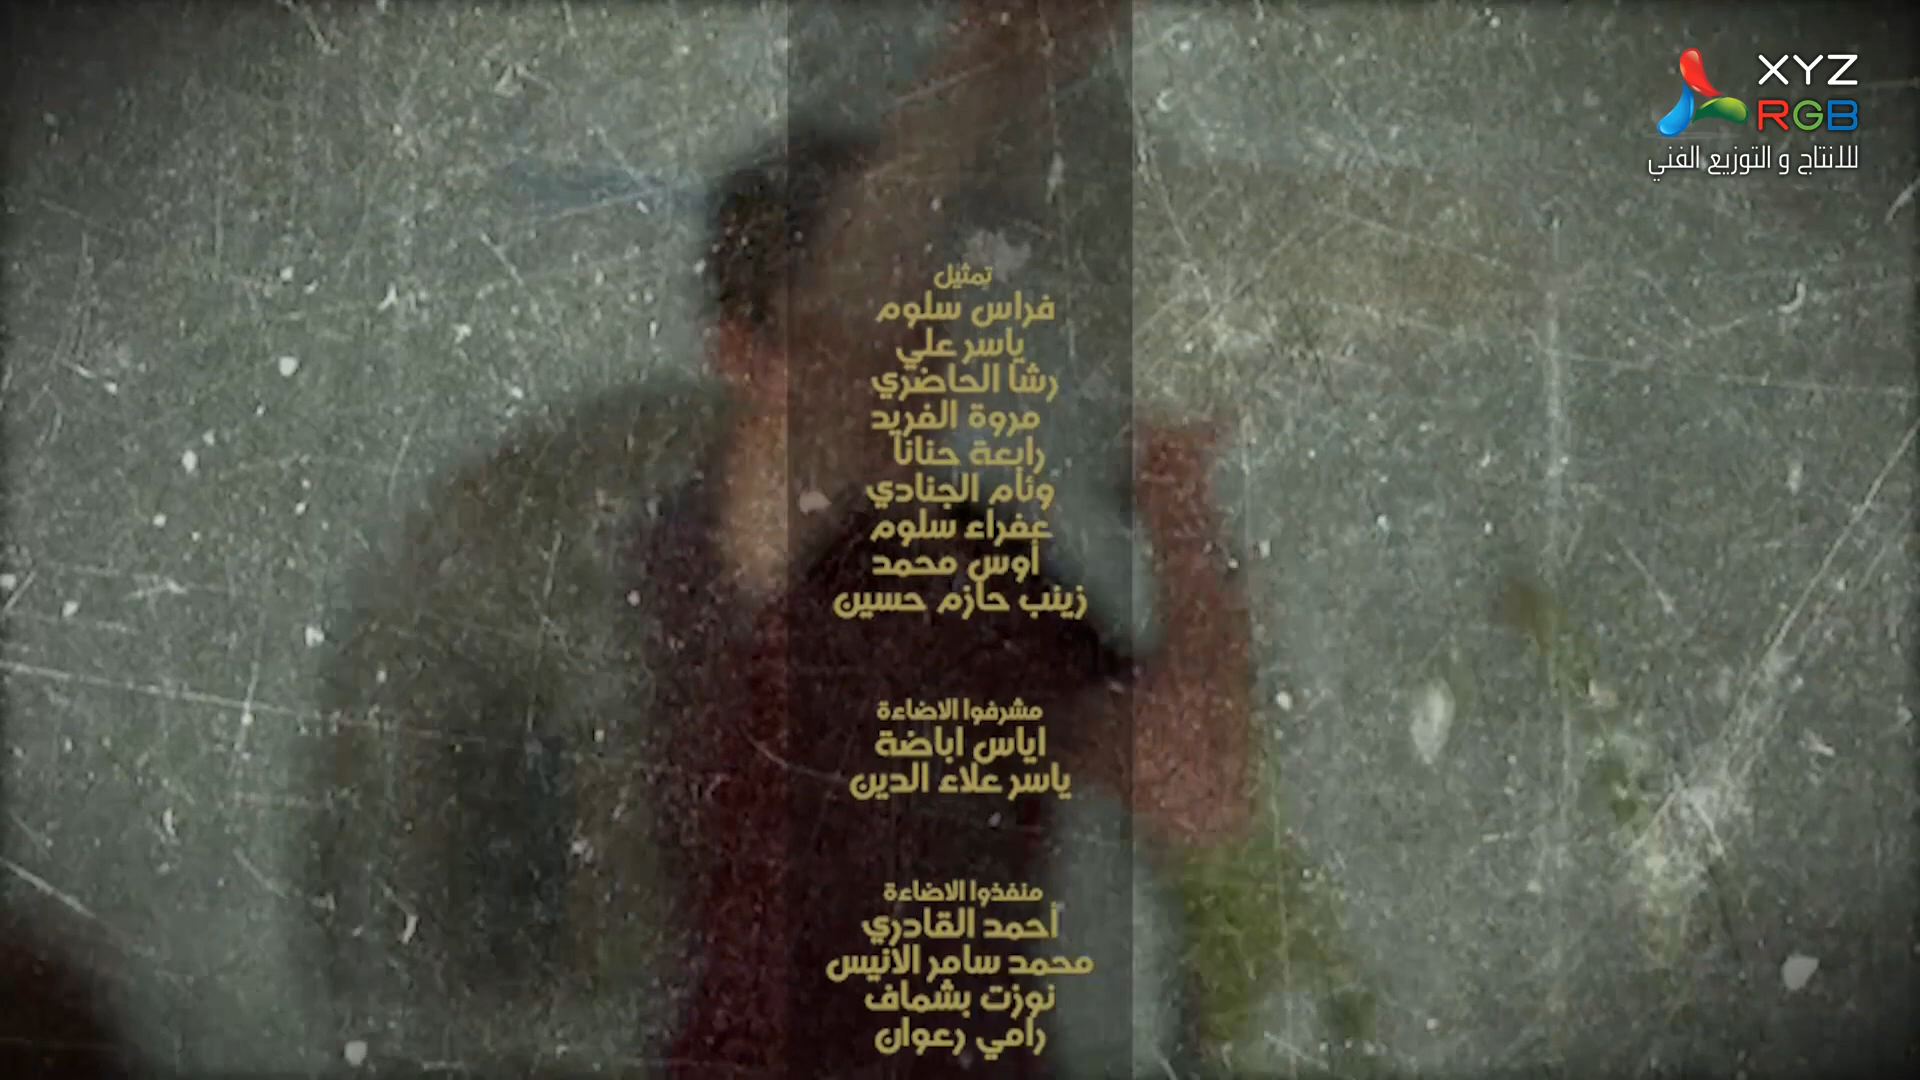 XYZ
RGB
للانتاج و التوزيع الفني
تمثيل
فراس سلوم
ياسر علي
رشا الحاضري
مروة الفريد
رابعة حنانا
وئام الجنادي
عفراء سلوم
أوس محمد
زينب حازم حسين
مشرفوا الاضاءة
اياس اباضة
ياسر علاء الدين
منفذوا الاضاءة
أحمد القادري
محمد سامر الانيس
نوزت بشماف
رامي رعوان